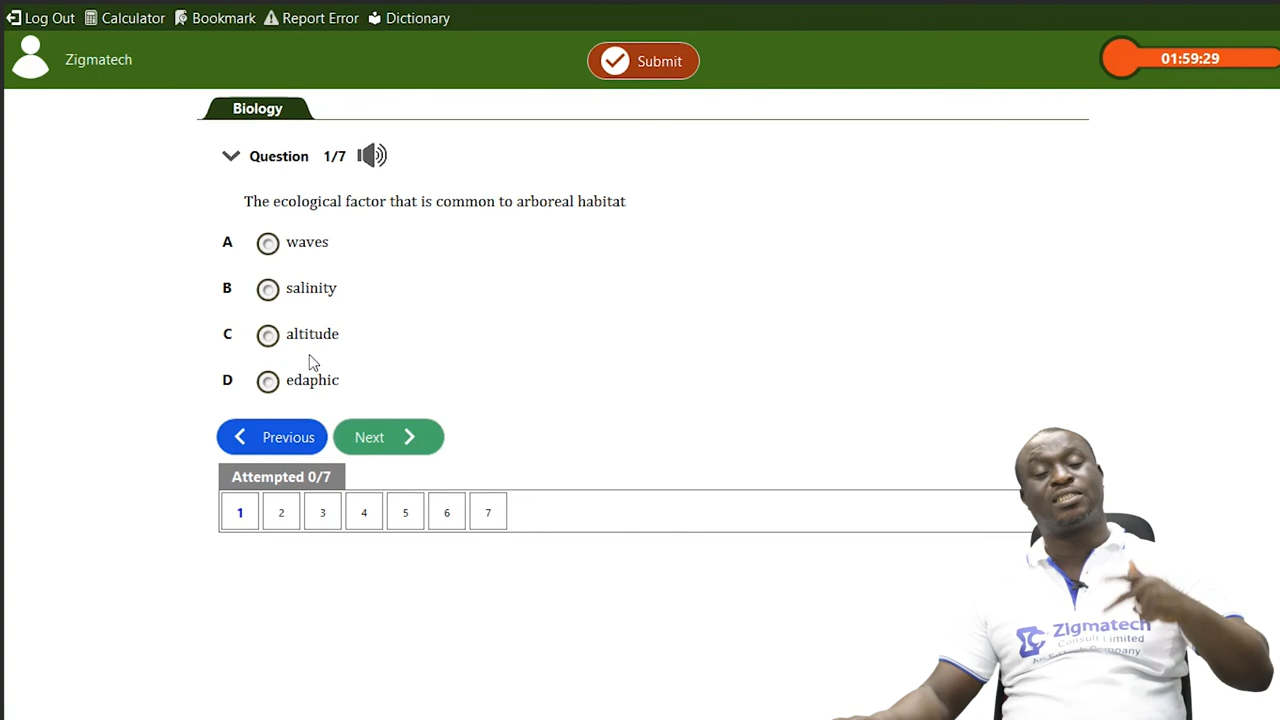 Log Out Calculator Bookmark Report Error Dictionary
Zigmatech
Submit
01:59:29
Biology
Question 1/7
The ecological factor that is common to arboreal habitat
A waves
B salinity
C altitude
D edaphic
Previous Next
Attempted 0/7
1 2 3 4 5 6 7
Zigmatech
Consult Limited